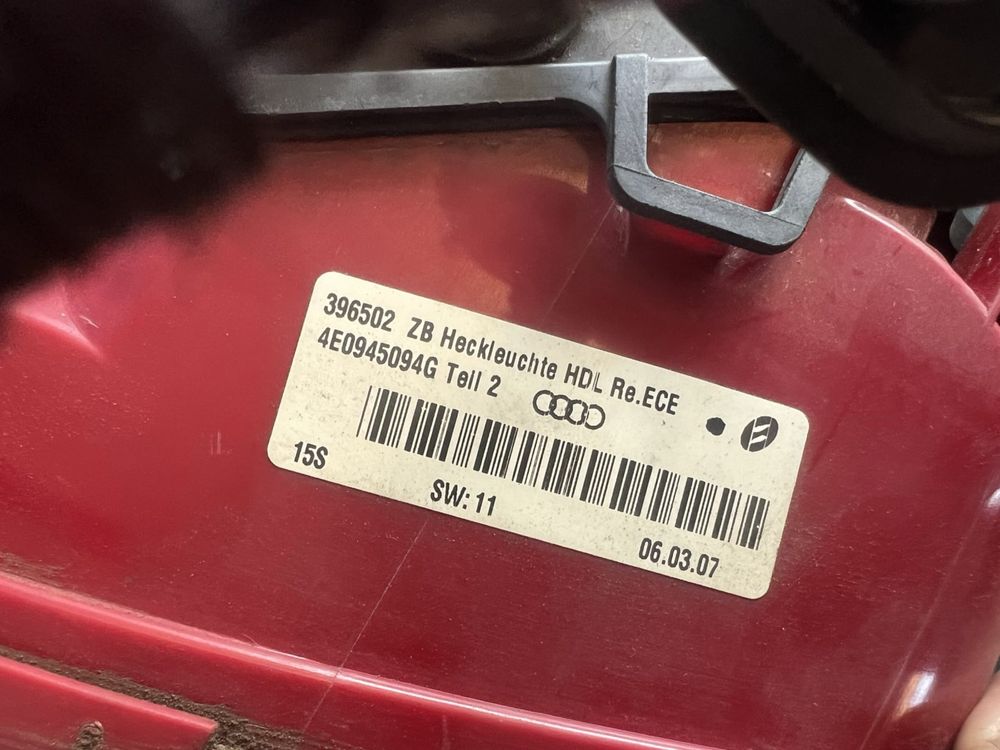 396502 ZB Heckleuchte HDL Re.ECE
4E0945094G Teil 2
15S
SW: 11
06.03.07